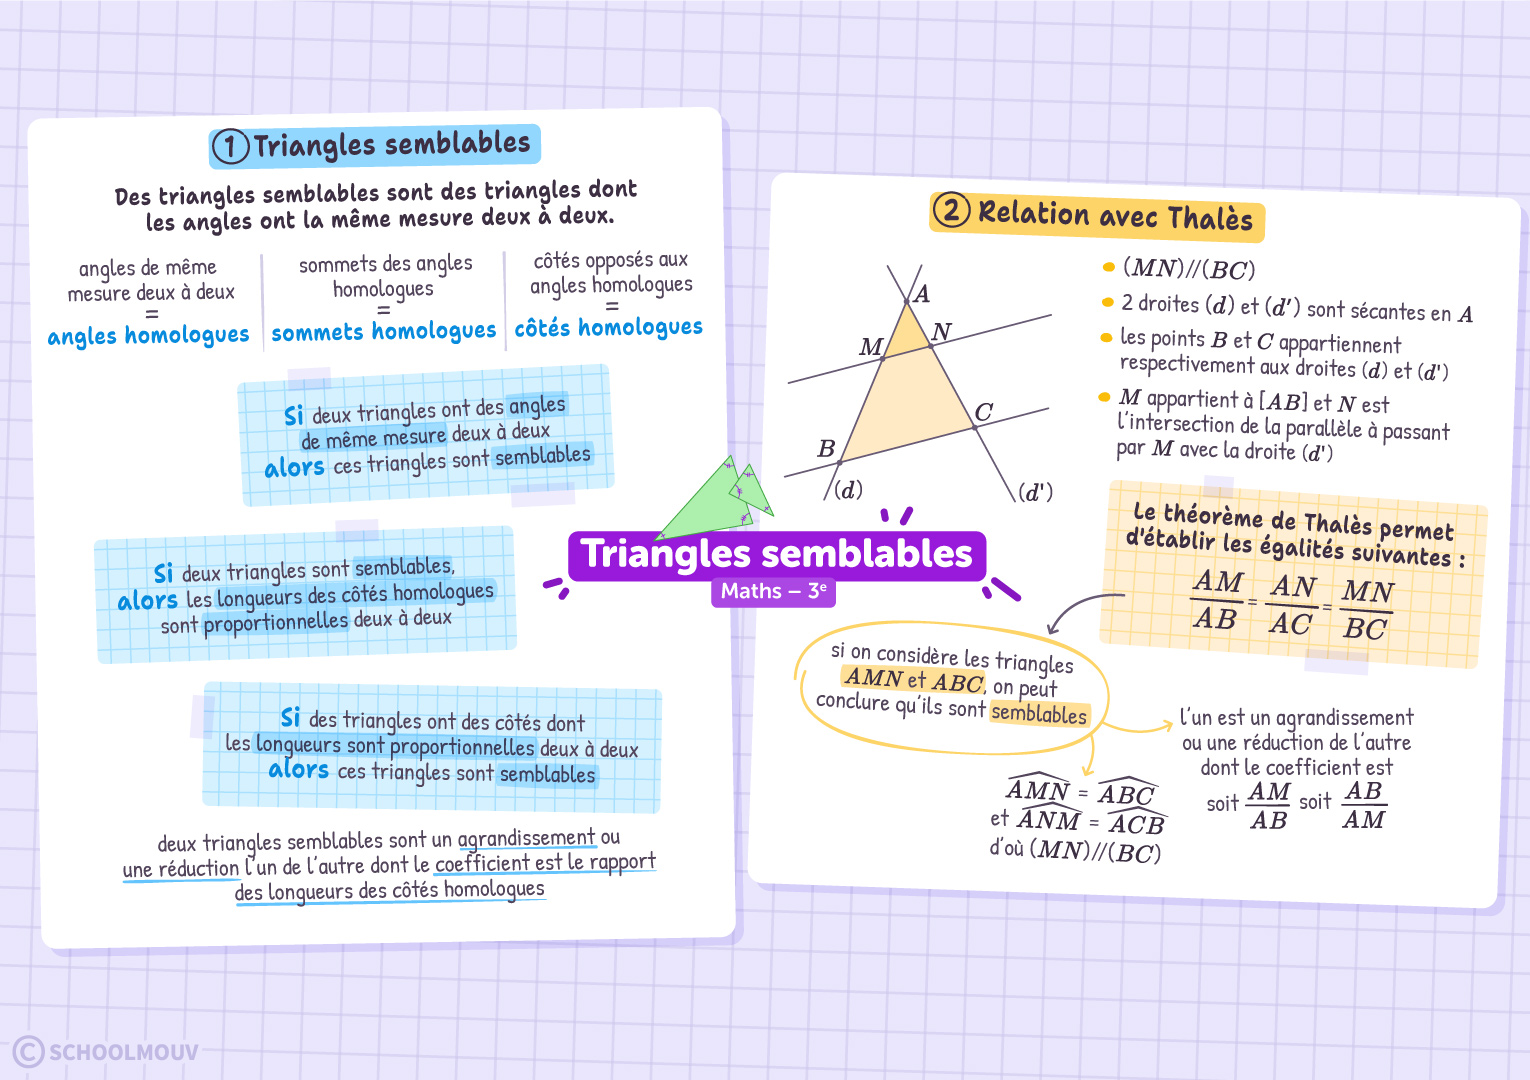 1 Triangles semblables
Des triangles semblables sont des triangles dont
les angles ont la même mesure deux à deux.
angles de même
mesure deux à deux
=
angles homologues
sommets des angles
homologues
=
sommets homologues
côtés opposés aux
angles homologues
=
côtés homologues
Si deux triangles ont des angles
de même mesure deux à deux
alors ces triangles sont semblables
Si deux triangles sont semblables,
alors les longueurs des côtés homologues
sont proportionnelles deux à deux
Si des triangles ont des côtés dont
les longueurs sont proportionnelles deux à deux
alors ces triangles sont semblables
deux triangles semblables sont un agrandissement ou
une réduction l'un de l'autre dont le coefficient est le rapport
des longueurs des côtés homologues
Triangles semblables
Maths – 3e
2 Relation avec Thalès
A
M
N
C
B
(d)
(d')
(MN)//(BC)
2 droites (d) et (d') sont sécantes en A
les points B et C appartiennent
respectivement aux droites (d) et (d')
M appartient à [AB] et N est
l'intersection de la parallèle à passant
par M avec la droite (d')
Le théorème de Thalès permet
d'établir les égalités suivantes :
AM/AB = AN/AC = MN/BC
si on considère les triangles
AMN et ABC, on peut
conclure qu'ils sont semblables
l'un est un agrandissement
ou une réduction de l'autre
dont le coefficient est
soit AM/AB soit AB/AM
AMN = ABC
et ANM = ACB
d'où (MN)//(BC)
© SCHOOLMOUV